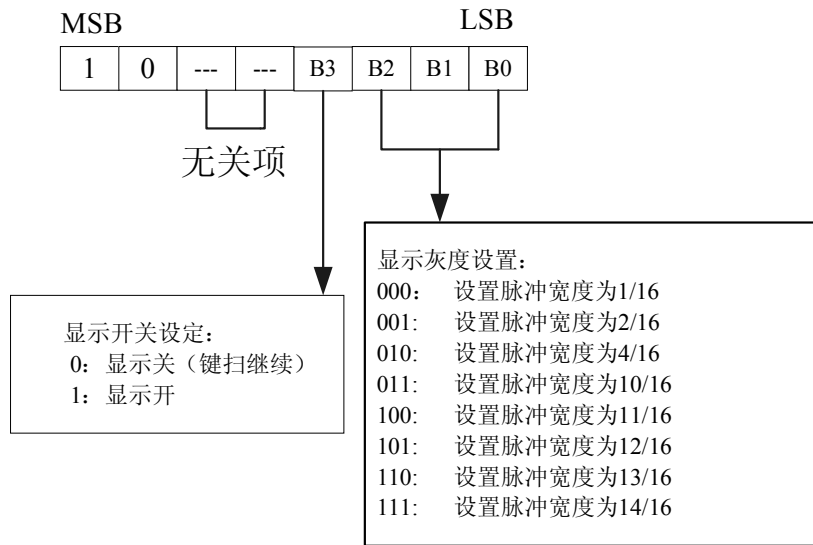 MSB LSB
1 0 --- --- B3 B2 B1 B0
无关项
显示灰度设置：
000： 设置脉冲宽度为1/16
001: 设置脉冲宽度为2/16
010: 设置脉冲宽度为4/16
011: 设置脉冲宽度为10/16
100: 设置脉冲宽度为11/16
101: 设置脉冲宽度为12/16
110: 设置脉冲宽度为13/16
111: 设置脉冲宽度为14/16
显示开关设定：
0：显示关（键扫继续）
1：显示开